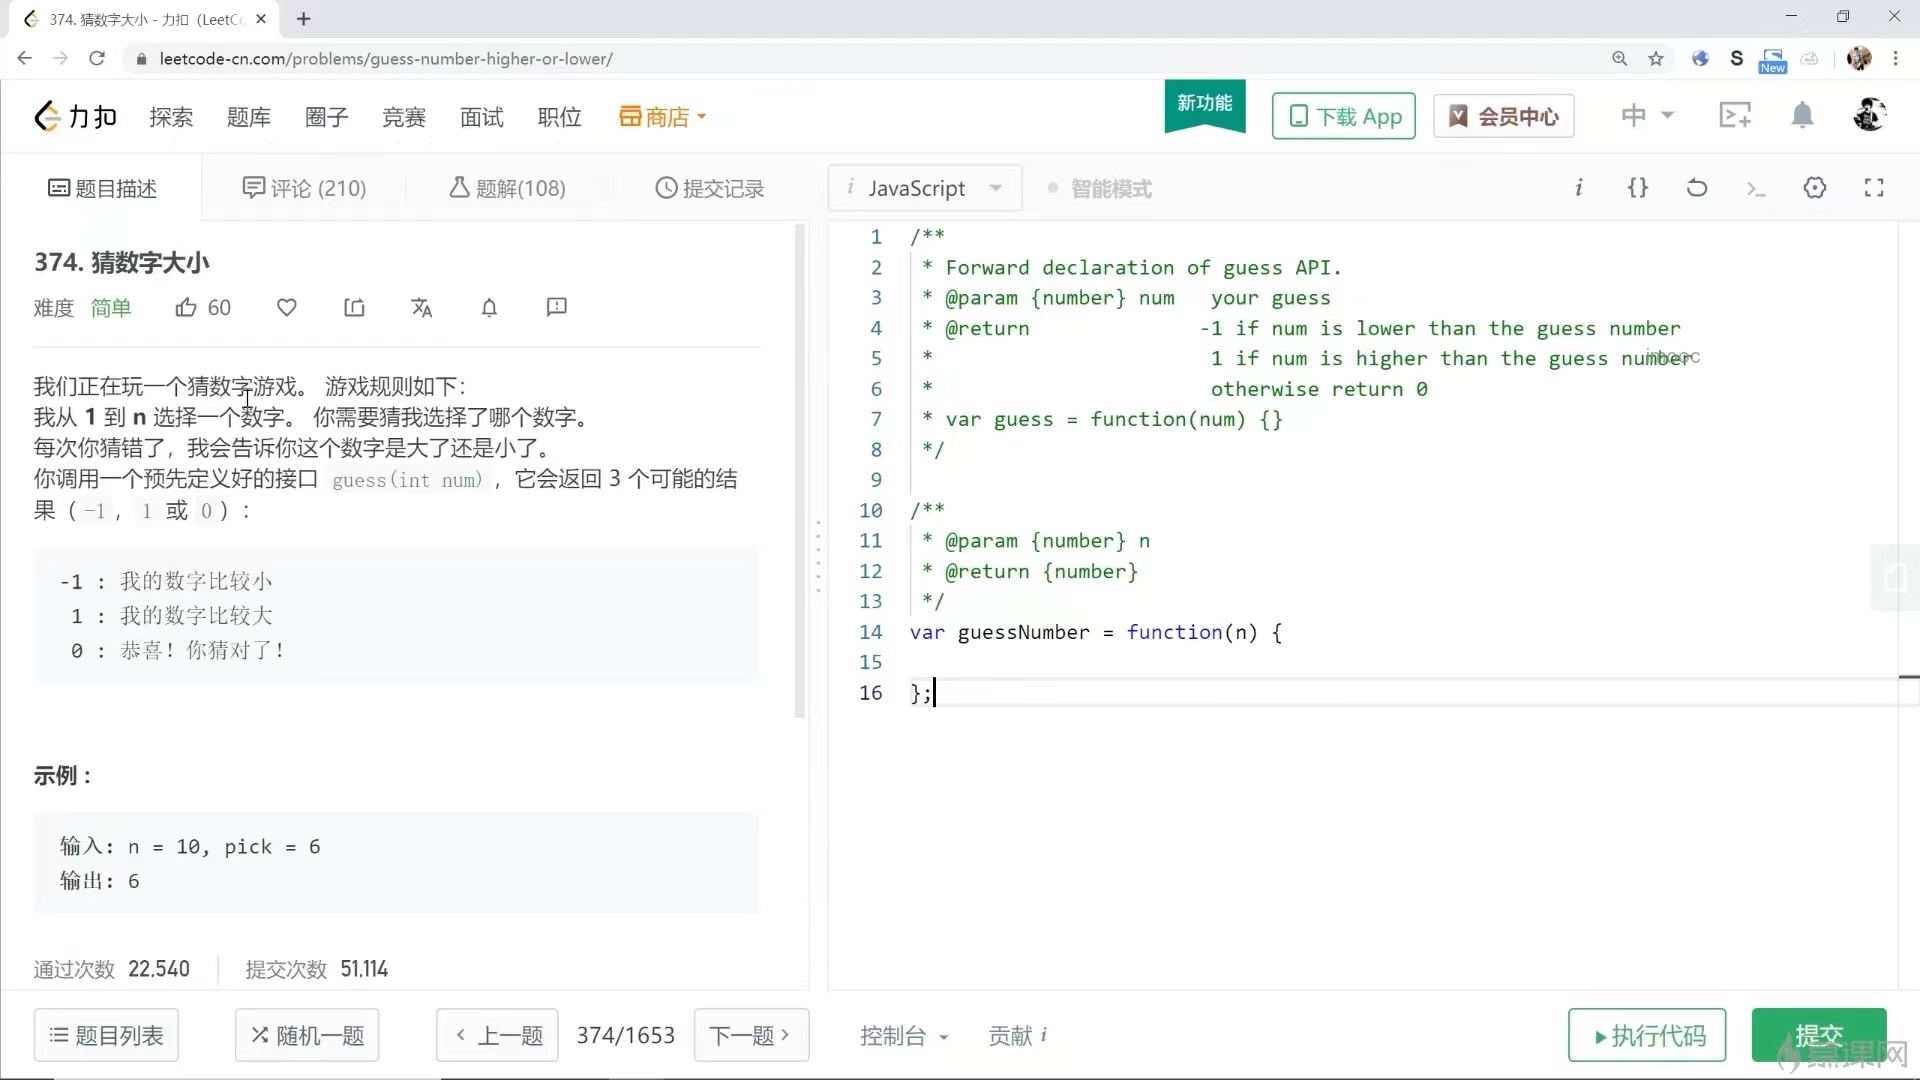 374. 猜数字大小 - 力扣 (LeetCo
leetcode-cn.com/problems/guess-number-higher-or-lower/
New
力扣 探索 题库 圈子 竞赛 面试 职位 商店
新功能
下载 App
会员中心
中
题目描述 评论 (210) 题解(108) 提交记录
i JavaScript 智能模式
374. 猜数字大小
难度 简单 60
我们正在玩一个猜数字游戏。 游戏规则如下：
我从 1 到 n 选择一个数字。 你需要猜我选择了哪个数字。
每次你猜错了，我会告诉你这个数字是大了还是小了。
你调用一个预先定义好的接口 guess(int num)，它会返回 3 个可能的结
果（-1，1 或 0）：
-1 : 我的数字比较小
1 : 我的数字比较大
0 : 恭喜！你猜对了！
示例 :
输入: n = 10, pick = 6
输出: 6
通过次数 22,540 提交次数 51,114
1 /**
2 * Forward declaration of guess API.
3 * @param {number} num your guess
4 * @return -1 if num is lower than the guess number
5 * 1 if num is higher than the guess number
imooc
6 * otherwise return 0
7 * var guess = function(num) {}
8 */
9
10 /**
11 * @param {number} n
12 * @return {number}
13 */
14 var guessNumber = function(n) {
15
16 };
题目列表 随机一题 上一题 374/1653 下一题
控制台 贡献 i
执行代码 提交
慕课网